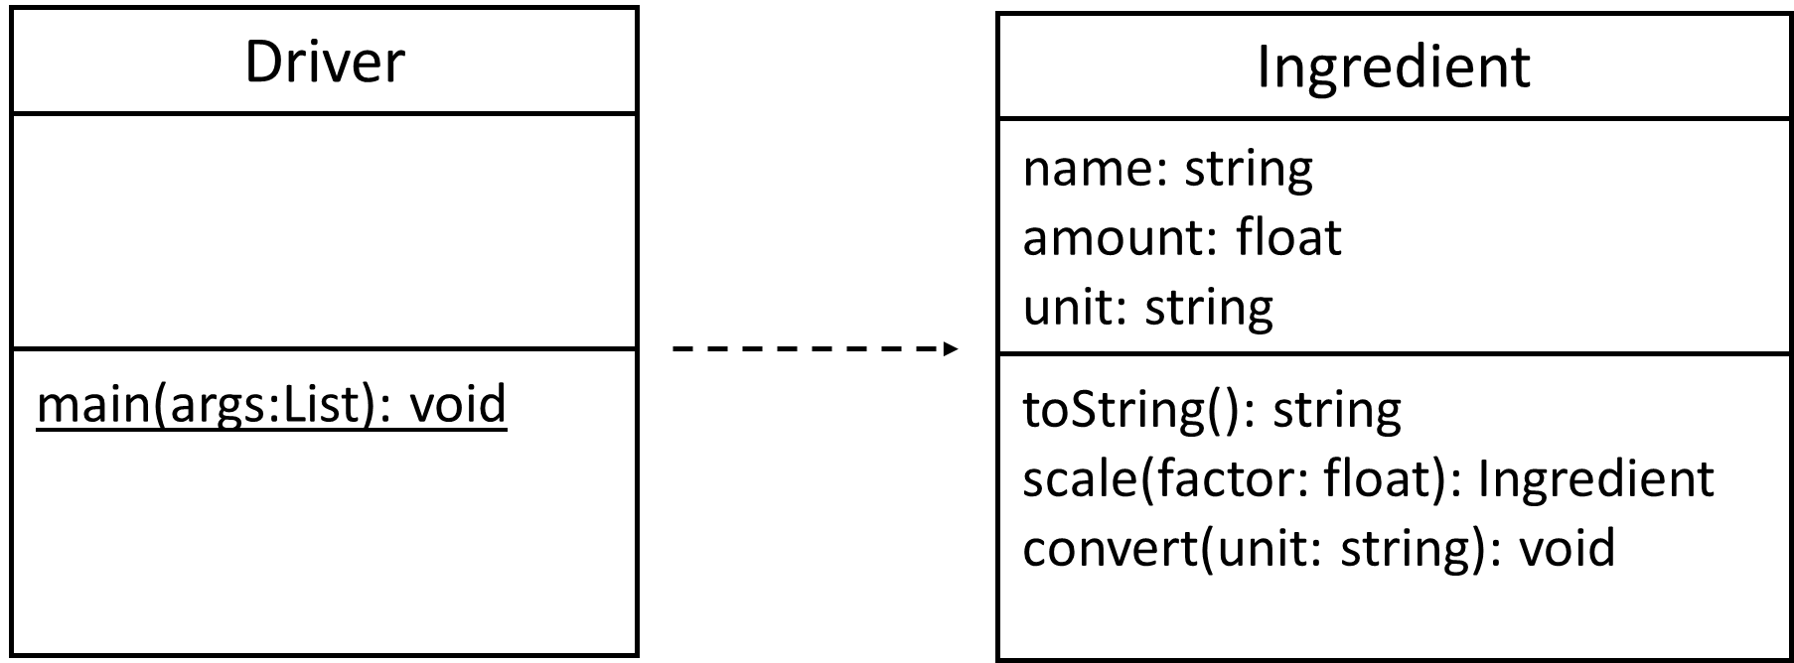 Driver
main(args:List): void
Ingredient
name: string
amount: float
unit: string
toString(): string
scale(factor: float): Ingredient
convert(unit: string): void